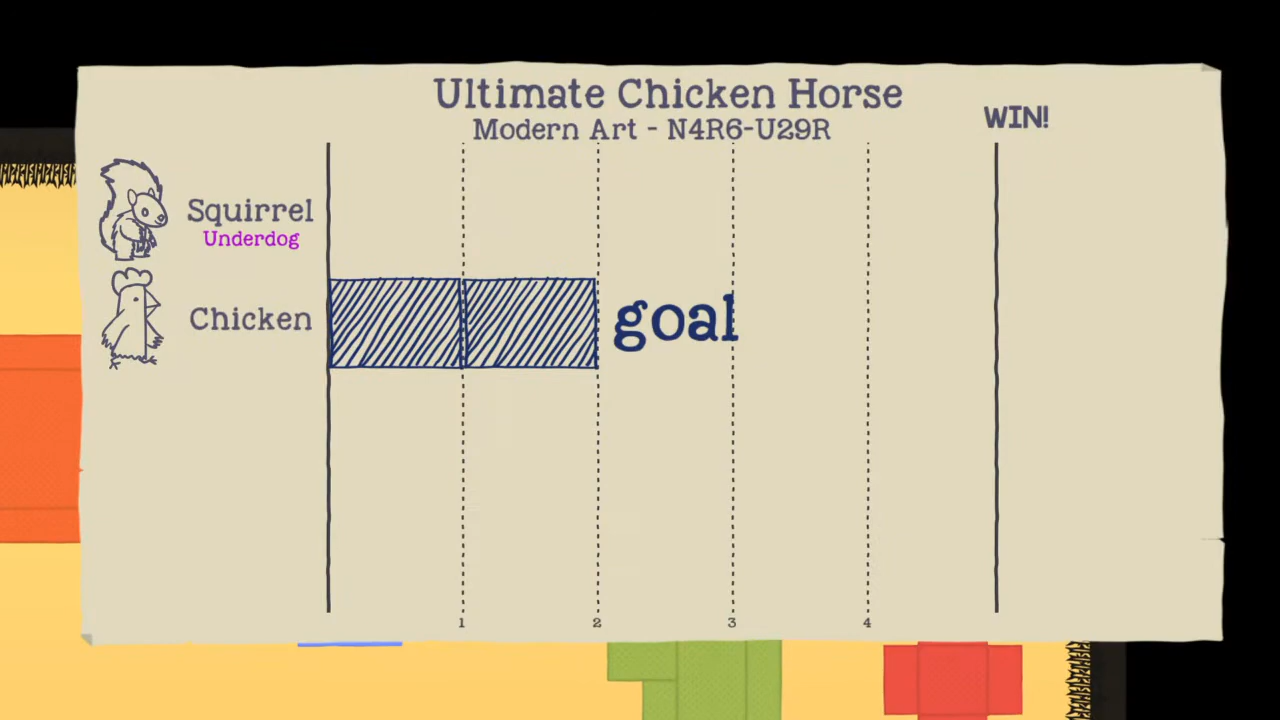 Ultimate Chicken Horse
Modern Art - N4R6-U29R
WIN!
Squirrel
Underdog
Chicken
goal
1 2 3 4